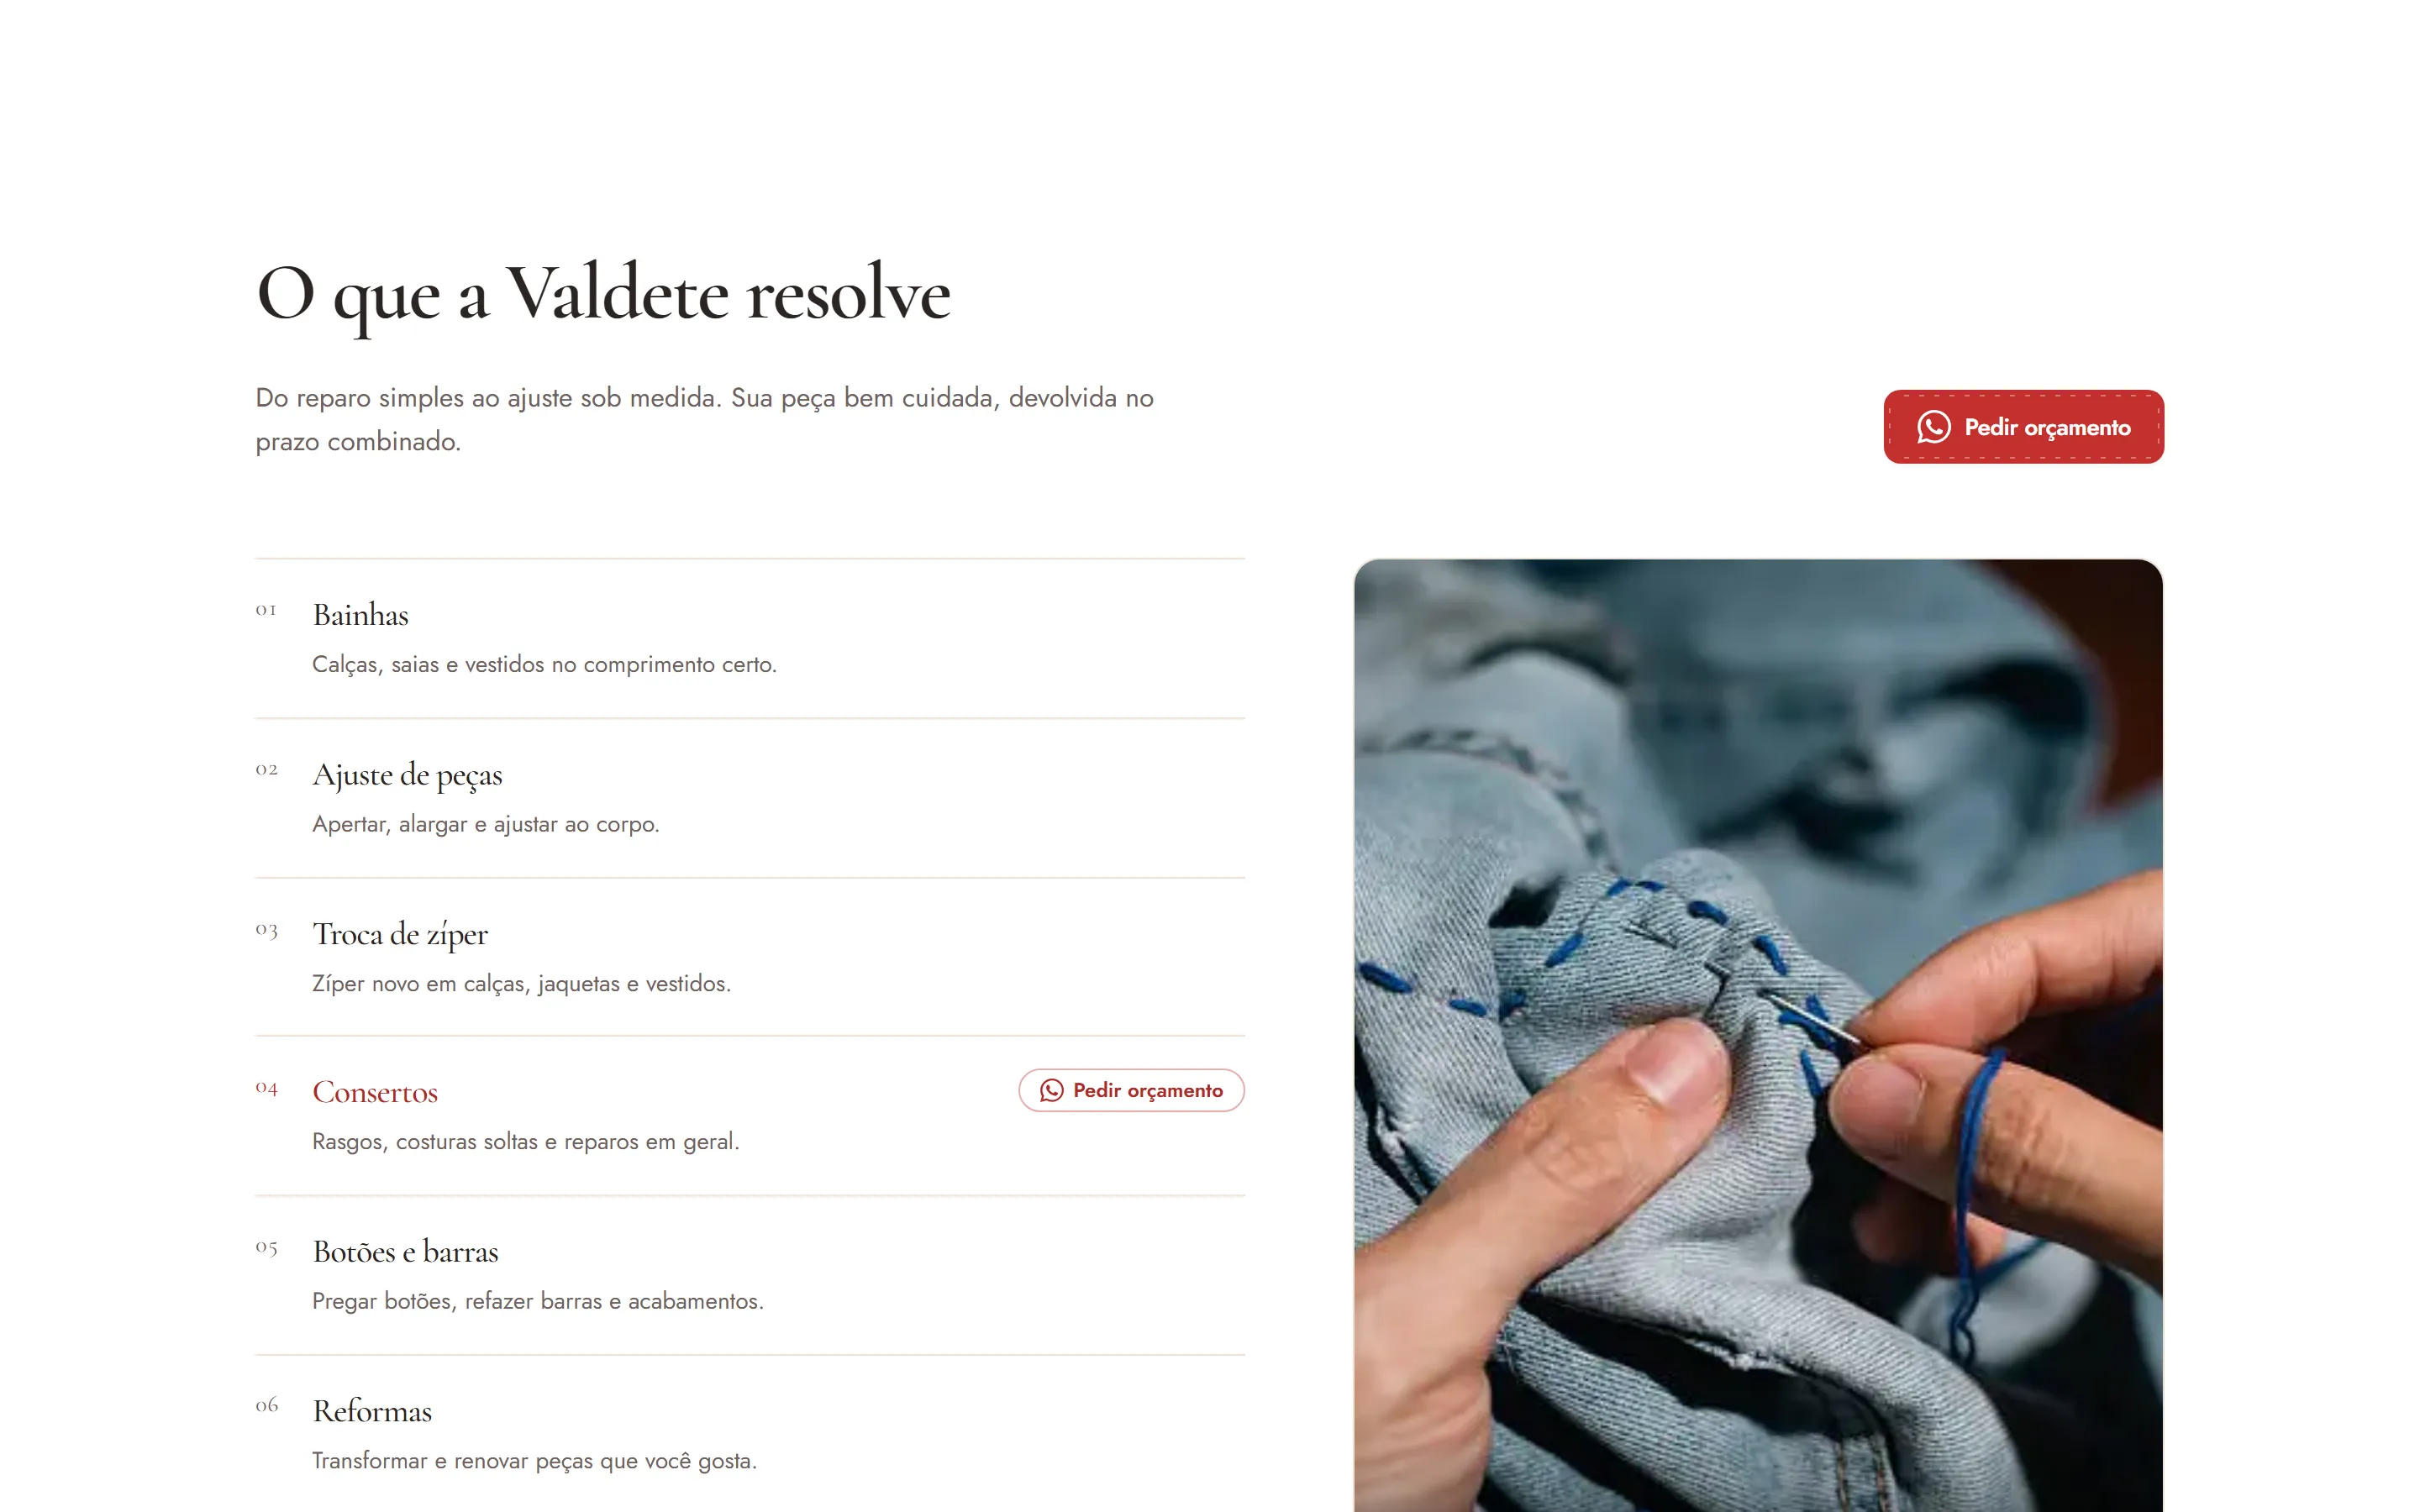 O que a Valdete resolve
Do reparo simples ao ajuste sob medida. Sua peça bem cuidada, devolvida no
prazo combinado.
Pedir orçamento
01 Bainhas
Calças, saias e vestidos no comprimento certo.
02 Ajuste de peças
Apertar, alargar e ajustar ao corpo.
03 Troca de zíper
Zíper novo em calças, jaquetas e vestidos.
04 Consertos
Pedir orçamento
Rasgos, costuras soltas e reparos em geral.
05 Botões e barras
Pregar botões, refazer barras e acabamentos.
06 Reformas
Transformar e renovar peças que você gosta.